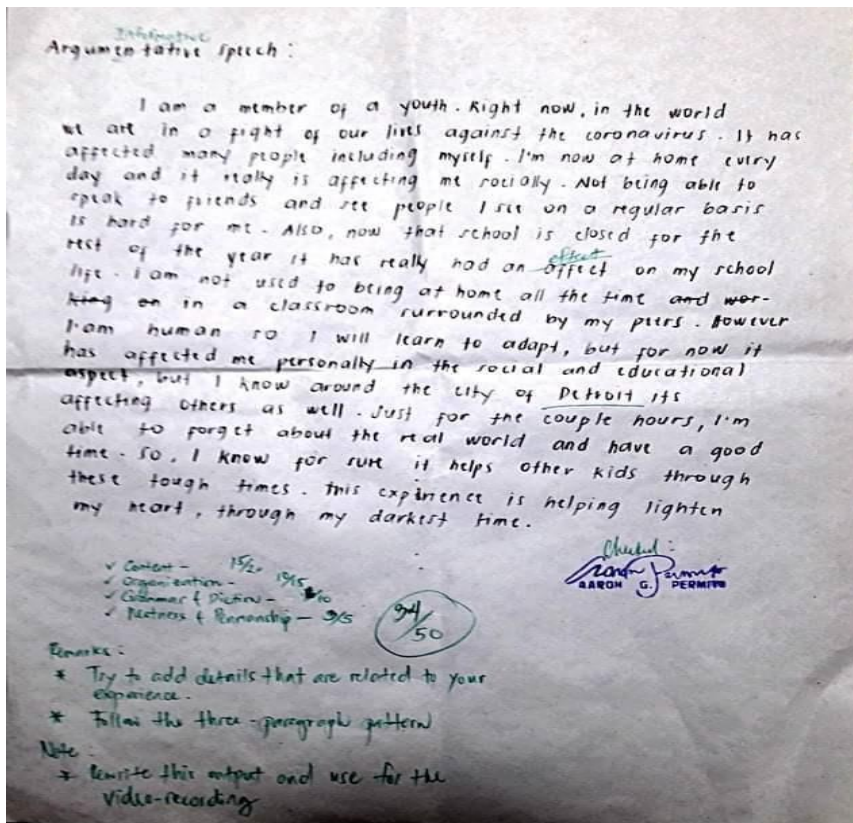 Informative
Argumentative Speech :
I am a member of a youth. Right now, in the world
we are in a fight of our lives against the coronavirus. It has
affected many people including myself. I'm now at home every
day and it really is affecting me socially. Not being able to
speak to friends and see people I see on a regular basis
is hard for me. Also, now that school is closed for the
effect
rest of the year it has really had an affect on my school
life. I am not used to being at home all the time and wor-
king on in a classroom surrounded by my peers. However
I am human so I will learn to adapt, but for now it
has affected me personally in the social and educational
aspect, but I know around the city of Detroit its
affecting others as well. Just for the couple hours, I'm
able to forget about the real world and have a good
time. So, I know for sure it helps other kids through
these tough times. This experience is helping lighten
my heart, through my darkest time.
Checked :
AARON G. PERMITO
✓ Content - 15/20
✓ Organization - 10/15
✓ Grammar & Diction - /10
✓ Neatness & Penmanship - 3/5
34/50
Remarks :
* Try to add details that are related to your
experience.
* Follow the three-paragraph pattern
Note :
* Rewrite this output and use for the
video-recording